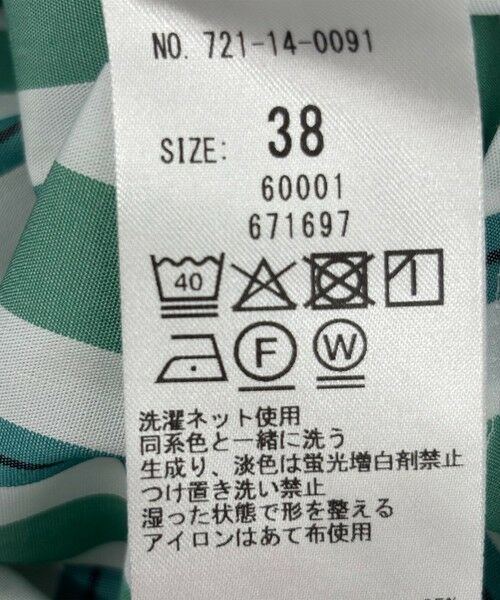 NO. 721-14-0091
SIZE: 38
60001
671697
40
F W
洗濯ネット使用
同系色と一緒に洗う
生成り、淡色は蛍光増白剤禁止
つけ置き洗い禁止
湿った状態で形を整える
アイロンはあて布使用